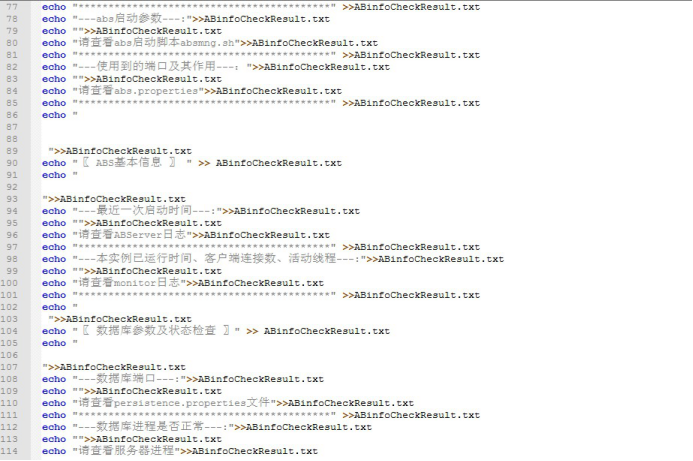 77 echo "******************************************" >>ABinfoCheckResult.txt
78 echo "---abs启动参数---:">>ABinfoCheckResult.txt
79 echo "">>ABinfoCheckResult.txt
80 echo "请查看abs启动脚本absmng.sh">>ABinfoCheckResult.txt
81 echo "******************************************" >>ABinfoCheckResult.txt
82 echo "---使用到的端口及其作用---: ">>ABinfoCheckResult.txt
83 echo "">>ABinfoCheckResult.txt
84 echo "请查看abs.properties">>ABinfoCheckResult.txt
85 echo "******************************************" >>ABinfoCheckResult.txt
86 echo "
87
88
89 ">>ABinfoCheckResult.txt
90 echo "〖 ABS基本信息 〗 " >> ABinfoCheckResult.txt
91 echo "
92
93 ">>ABinfoCheckResult.txt
94 echo "---最近一次启动时间---:">>ABinfoCheckResult.txt
95 echo "">>ABinfoCheckResult.txt
96 echo "请查看ABServer日志">>ABinfoCheckResult.txt
97 echo "******************************************" >>ABinfoCheckResult.txt
98 echo "---本实例已运行时间、客户端连接数、活动线程---:">>ABinfoCheckResult.txt
99 echo "">>ABinfoCheckResult.txt
100 echo "请查看monitor日志">>ABinfoCheckResult.txt
101 echo "******************************************" >>ABinfoCheckResult.txt
102 echo "
103 ">>ABinfoCheckResult.txt
104 echo "〖 数据库参数及状态检查 〗" >> ABinfoCheckResult.txt
105 echo "
106
107 ">>ABinfoCheckResult.txt
108 echo "---数据库端口---:">>ABinfoCheckResult.txt
109 echo "">>ABinfoCheckResult.txt
110 echo "请查看persistence.properties文件">>ABinfoCheckResult.txt
111 echo "******************************************" >>ABinfoCheckResult.txt
112 echo "---数据库进程是否正常---:">>ABinfoCheckResult.txt
113 echo "">>ABinfoCheckResult.txt
114 echo "请查看服务器进程">>ABinfoCheckResult.txt